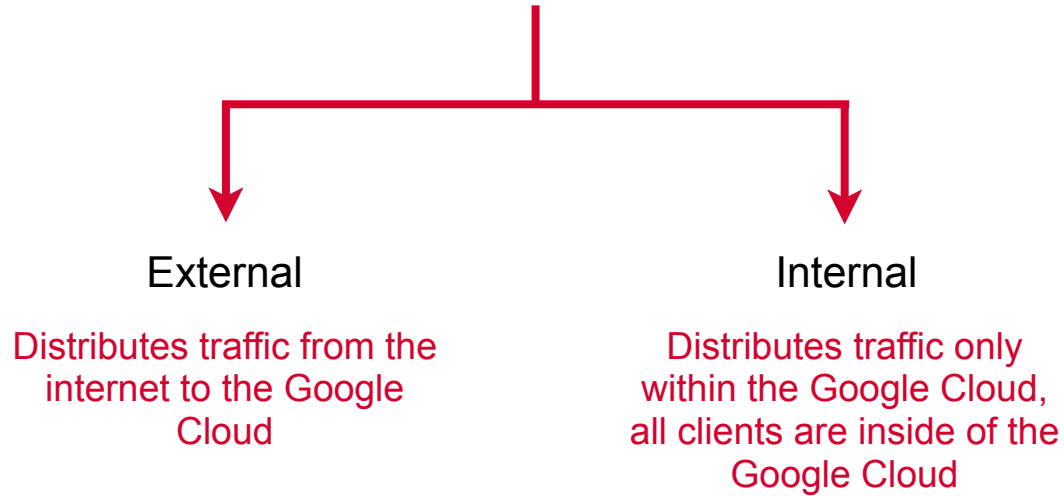 External
Distributes traffic from the
internet to the Google
Cloud
Internal
Distributes traffic only
within the Google Cloud,
all clients are inside of the
Google Cloud